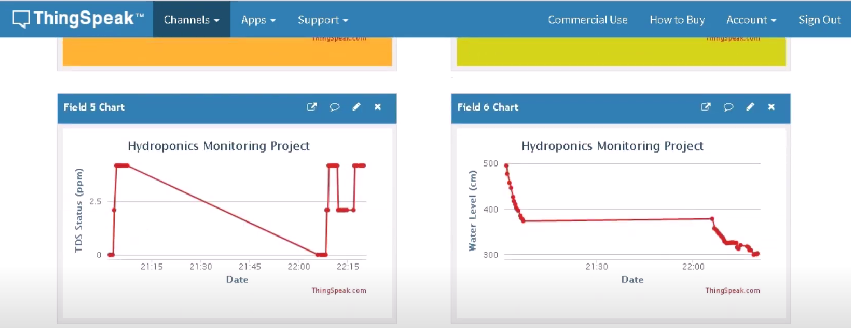 ThingSpeak™ Channels Apps Support Commercial Use How to Buy Account Sign Out
ThingSpeak.com ThingSpeak.com
Field 5 Chart
Hydroponics Monitoring Project
TDS Status (ppm)
2.5
0
21:15 21:30 21:45 22:00 22:15
Date
ThingSpeak.com
Field 6 Chart
Hydroponics Monitoring Project
Water Level (cm)
500
400
300
21:30 22:00
Date
ThingSpeak.com